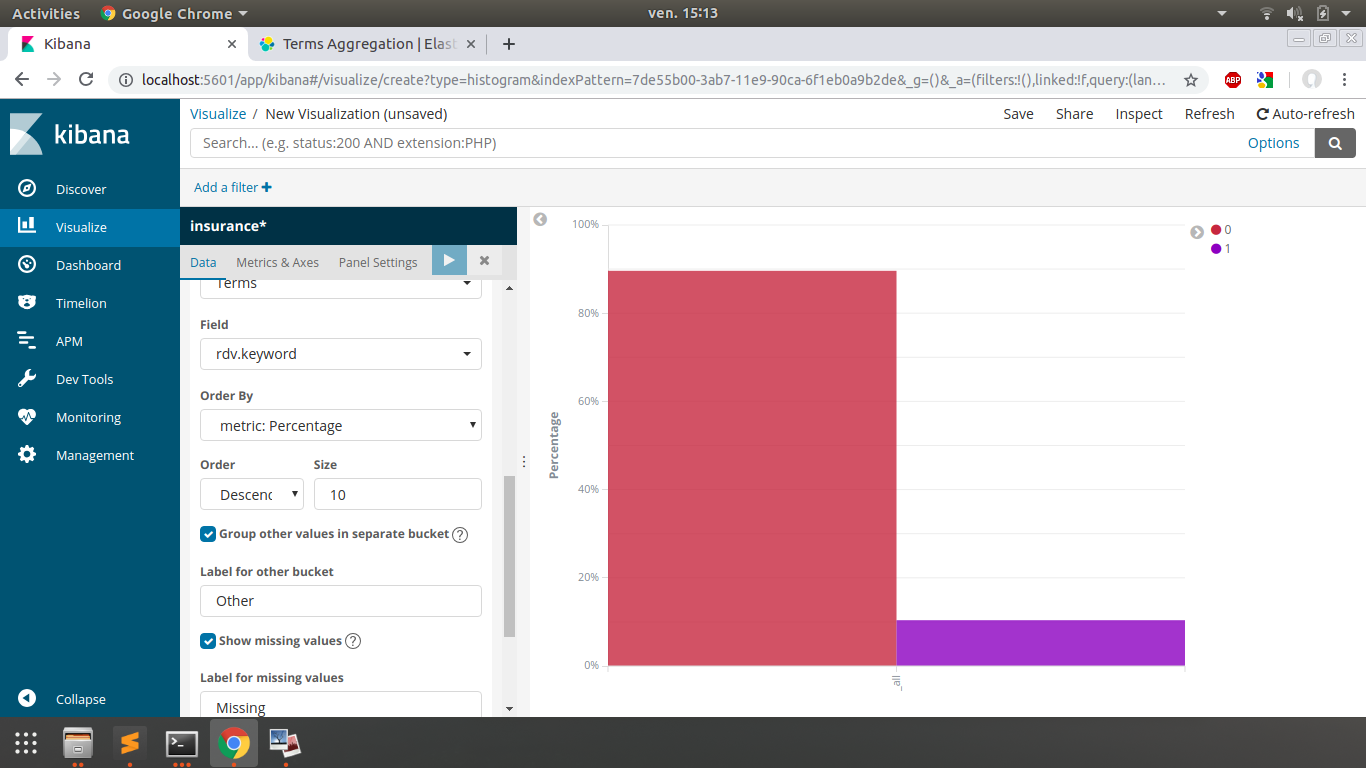 Activities Google Chrome ven. 15:13
Kibana Terms Aggregation | Elast
localhost:5601/app/kibana#/visualize/create?type=histogram&indexPattern=7de55b00-3ab7-11e9-90ca-6f1eb0a9b2de&_g=()&_a=(filters:!(),linked:!f,query:(lan... ABP
kibana
Discover
Visualize
Dashboard
Timelion
APM
Dev Tools
Monitoring
Management
Collapse
Visualize / New Visualization (unsaved) Save Share Inspect Refresh Auto-refresh
Search... (e.g. status:200 AND extension:PHP) Options
Add a filter
insurance*
Data Metrics & Axes Panel Settings
Terms
Field
rdv.keyword
Order By
metric: Percentage
Order Size
Descenc 10
Group other values in separate bucket ?
Label for other bucket
Other
Show missing values ?
Label for missing values
Missing
Percentage
100%
80%
60%
40%
20%
0%
_all
0
1